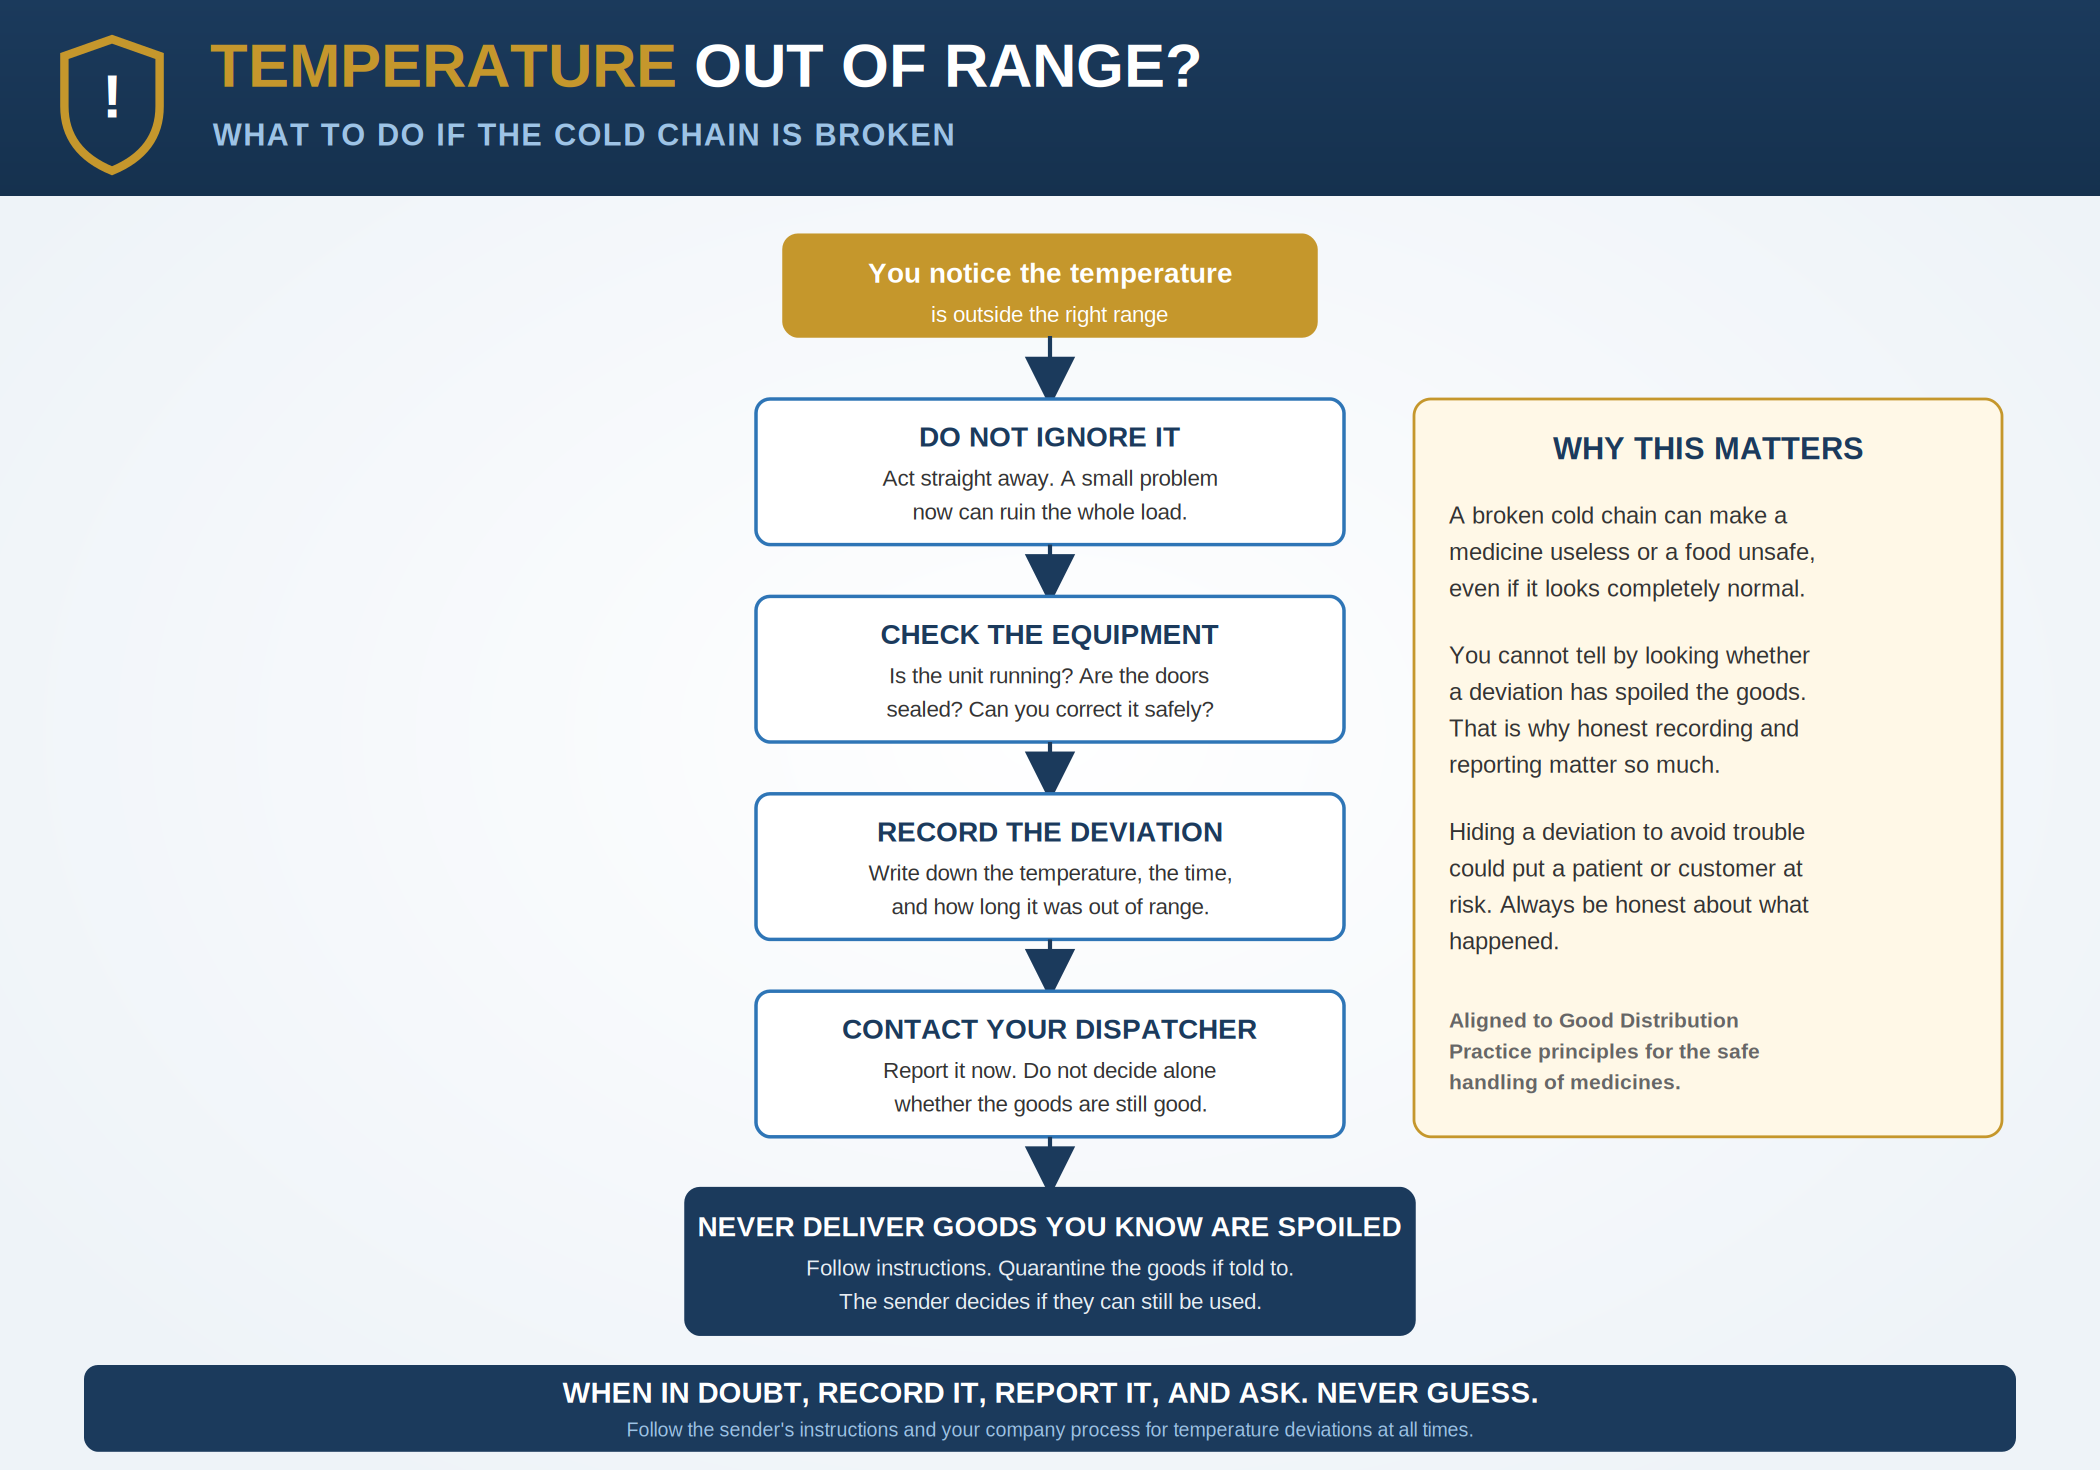 !
TEMPERATURE OUT OF RANGE?
WHAT TO DO IF THE COLD CHAIN IS BROKEN
You notice the temperature
is outside the right range
DO NOT IGNORE IT
Act straight away. A small problem
now can ruin the whole load.
CHECK THE EQUIPMENT
Is the unit running? Are the doors
sealed? Can you correct it safely?
RECORD THE DEVIATION
Write down the temperature, the time,
and how long it was out of range.
CONTACT YOUR DISPATCHER
Report it now. Do not decide alone
whether the goods are still good.
NEVER DELIVER GOODS YOU KNOW ARE SPOILED
Follow instructions. Quarantine the goods if told to.
The sender decides if they can still be used.
WHY THIS MATTERS
A broken cold chain can make a
medicine useless or a food unsafe,
even if it looks completely normal.
You cannot tell by looking whether
a deviation has spoiled the goods.
That is why honest recording and
reporting matter so much.
Hiding a deviation to avoid trouble
could put a patient or customer at
risk. Always be honest about what
happened.
Aligned to Good Distribution
Practice principles for the safe
handling of medicines.
WHEN IN DOUBT, RECORD IT, REPORT IT, AND ASK. NEVER GUESS.
Follow the sender's instructions and your company process for temperature deviations at all times.